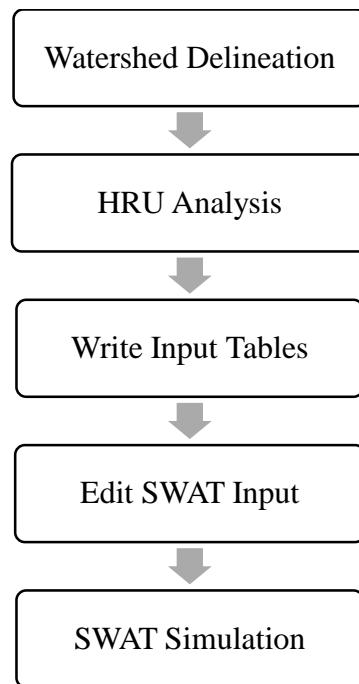 Watershed Delineation
HRU Analysis
Write Input Tables
Edit SWAT Input
SWAT Simulation